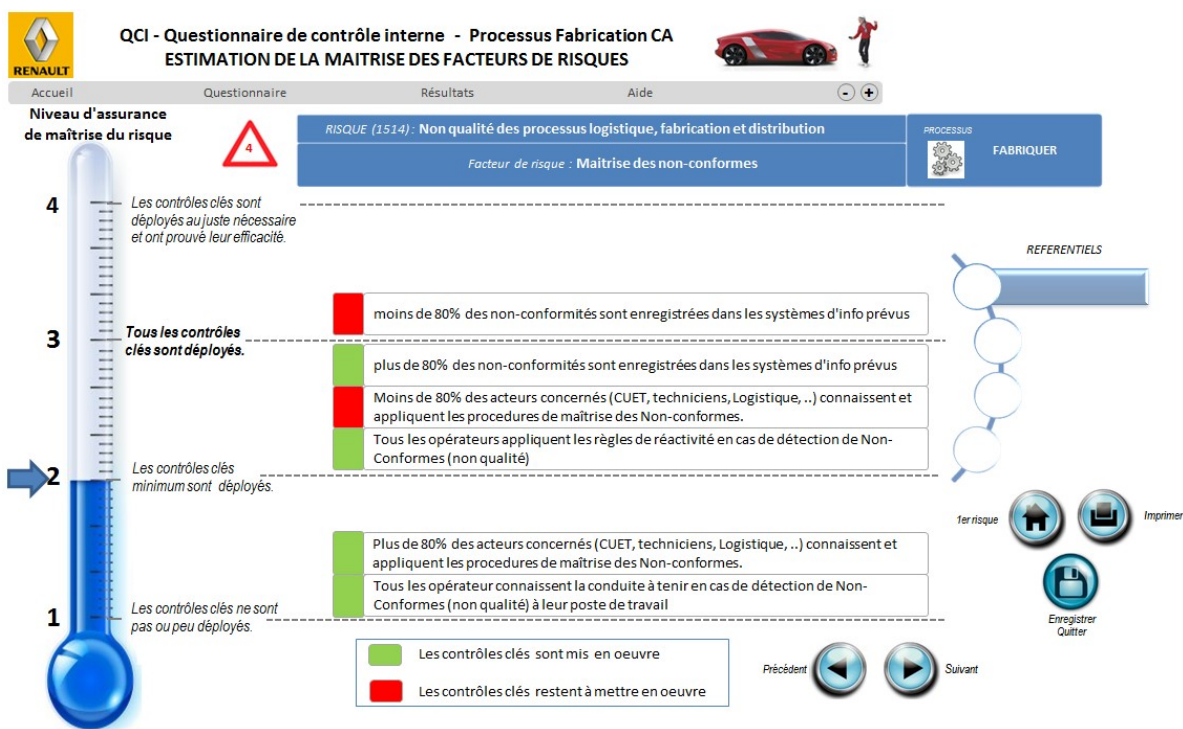 RENAULT
QCI - Questionnaire de contrôle interne - Processus Fabrication CA
ESTIMATION DE LA MAITRISE DES FACTEURS DE RISQUES
Accueil Questionnaire Résultats Aide - +
Niveau d'assurance
de maîtrise du risque
4
RISQUE (1514) : Non qualité des processus logistique, fabrication et distribution
Facteur de risque : Maitrise des non-conformes
PROCESSUS
FABRIQUER
4
Les contrôles clés sont
déployés au juste nécessaire
et ont prouvé leur efficacité.
REFERENTIELS
moins de 80% des non-conformités sont enregistrées dans les systèmes d'info prévus
3
Tous les contrôles
clés sont déployés.
plus de 80% des non-conformités sont enregistrées dans les systèmes d'info prévus
Moins de 80% des acteurs concernés (CUET, techniciens, Logistique, ..) connaissent et
appliquent les procedures de maîtrise des Non-conformes.
Tous les opérateurs appliquent les règles de réactivité en cas de détection de Non-
Conformes (non qualité)
2
Les contrôles clés
minimum sont déployés.
1er risque
Imprimer
Plus de 80% des acteurs concernés (CUET, techniciens, Logistique, ..) connaissent et
appliquent les procedures de maîtrise des Non-conformes.
Tous les opérateur connaissent la conduite à tenir en cas de détection de Non-
Conformes (non qualité) à leur poste de travail
1
Les contrôles clés ne sont
pas ou peu déployés.
Enregistrer
Quitter
Les contrôles clés sont mis en oeuvre
Les contrôles clés restent à mettre en oeuvre
Précédent
Suivant